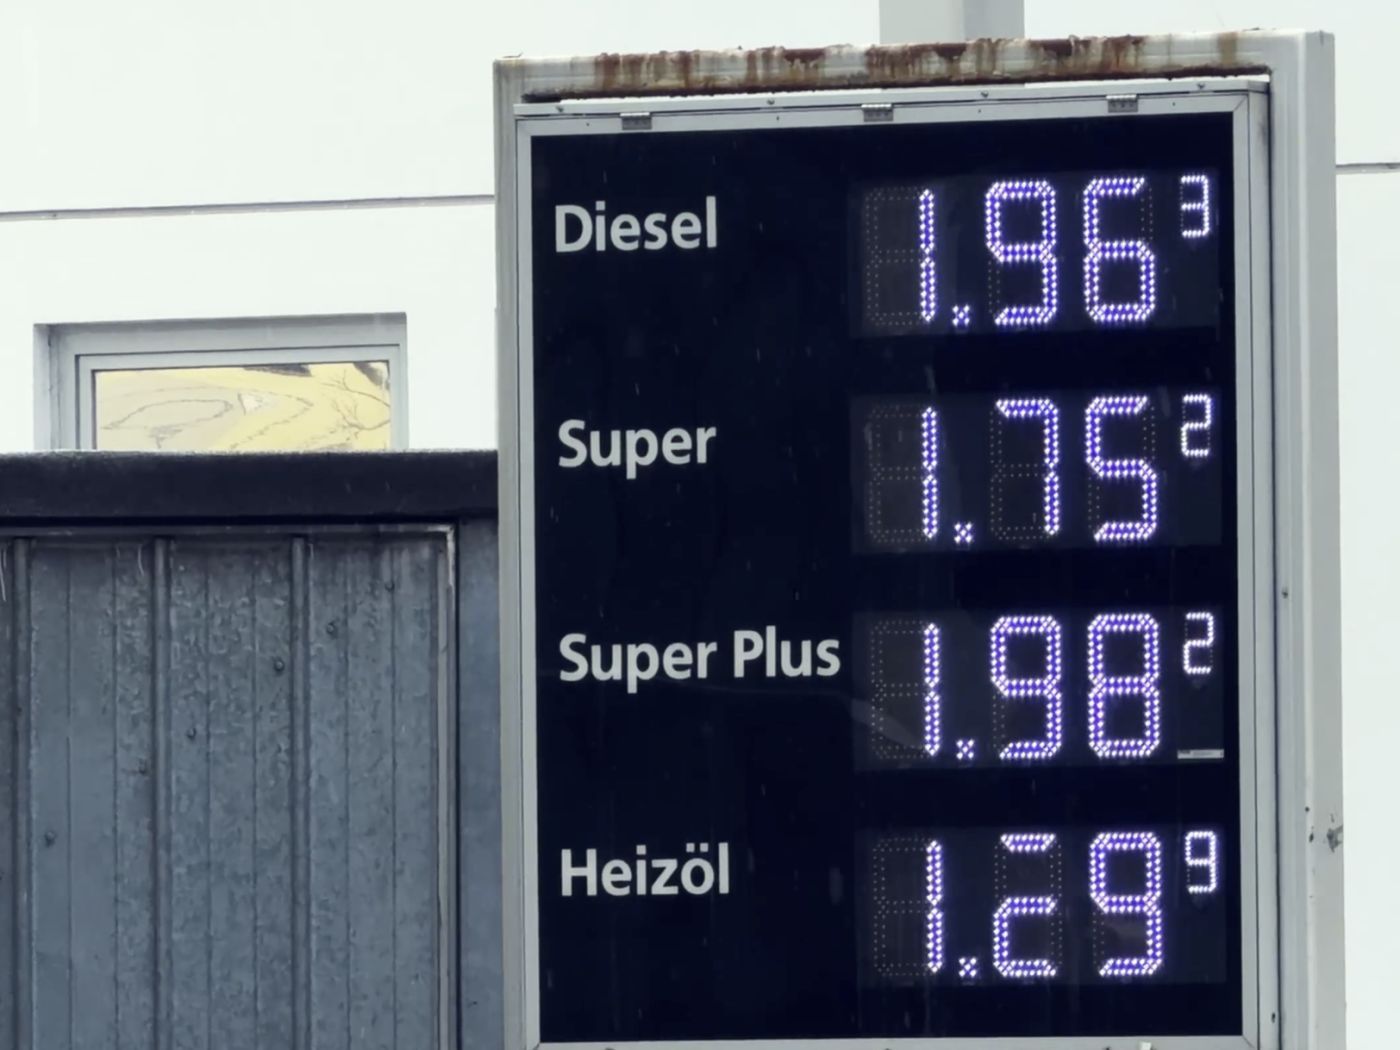 Diesel 1.96³
Super 1.75²
Super Plus 1.98²
Heizöl 1.29⁹